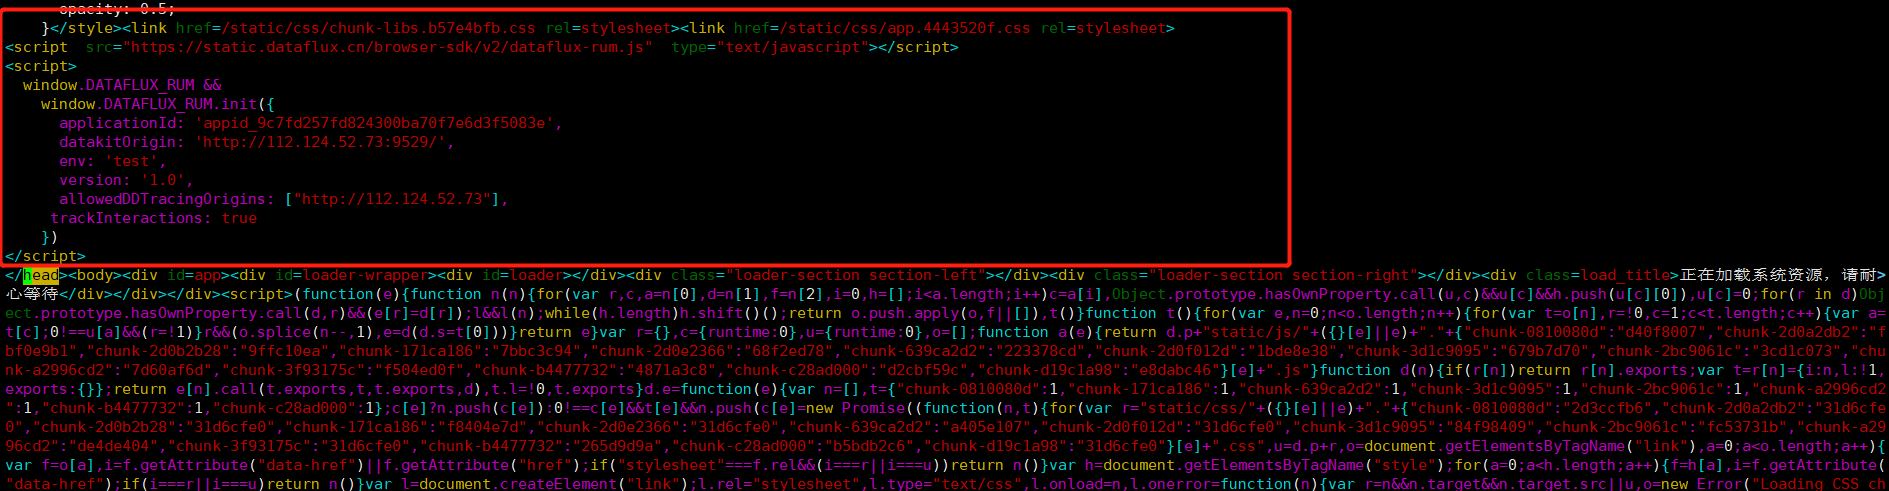 opacity: 0.5;
}</style><link href=/static/css/chunk-libs.b57e4bfb.css rel=stylesheet><link href=/static/css/app.4443520f.css rel=stylesheet>
<script  src="https://static.dataflux.cn/browser-sdk/v2/dataflux-rum.js"  type="text/javascript"></script>
<script>
window.DATAFLUX_RUM &&
window.DATAFLUX_RUM.init({
applicationId: 'appid_9c7fd257fd824300ba70f7e6d3f5083e',
datakitOrigin: 'http://112.124.52.73:9529/',
env: 'test',
version: '1.0',
allowedDDTracingOrigins: ["http://112.124.52.73"],
trackInteractions: true
})
</script>
</head><body><div id=app><div id=loader-wrapper><div id=loader></div><div class="loader-section section-left"></div><div class="loader-section section-right"></div><div class=load_title>正在加载系统资源，请耐>
心等待</div></div></div><script>(function(e){function n(n){for(var r,c,a=n[0],d=n[1],f=n[2],i=0,h=[];i<a.length;i++)c=a[i],Object.prototype.hasOwnProperty.call(u,c)&&u[c]&&h.push(u[c][0]),u[c]=0;for(r in d)Obj
ect.prototype.hasOwnProperty.call(d,r)&&(e[r]=d[r]);l&&l(n);while(h.length)h.shift()();return o.push.apply(o,f||[]),t()}function t(){for(var e,n=0;n<o.length;n++){for(var t=o[n],r=!0,c=1;c<t.length;c++){var a=
t[c];0!==u[a]&&(r=!1)}r&&(o.splice(n--,1),e=d(d.s=t[0]))}return e}var r={},c={runtime:0},u={runtime:0},o=[];function a(e){return d.p+"static/js/"+({}[e]||e)+"."+{"chunk-0810080d":"d40f8007","chunk-2d0a2db2":"f
bf0e9b1","chunk-2d0b2b28":"9ffc10ea","chunk-171ca186":"7bbc3c94","chunk-2d0e2366":"68f2ed78","chunk-639ca2d2":"223378cd","chunk-2d0f012d":"1bde8e38","chunk-3d1c9095":"679b7d70","chunk-2bc9061c":"3cd1c073","chu
nk-a2996cd2":"7d60af6d","chunk-3f93175c":"f504ed0f","chunk-b4477732":"4871a3c8","chunk-c28ad000":"d2cbf59c","chunk-d19c1a98":"e8dabc46"}[e]+".js"}function d(n){if(r[n])return r[n].exports;var t=r[n]={i:n,l:!1,
exports:{}};return e[n].call(t.exports,t,t.exports,d),t.l=!0,t.exports}d.e=function(e){var n=[],t={"chunk-0810080d":1,"chunk-171ca186":1,"chunk-639ca2d2":1,"chunk-3d1c9095":1,"chunk-2bc9061c":1,"chunk-a2996cd2
":1,"chunk-b4477732":1,"chunk-c28ad000":1};c[e]?n.push(c[e]):0!==c[e]&&t[e]&&n.push(c[e]=new Promise((function(n,t){for(var r="static/css/"+({}[e]||e)+"."+{"chunk-0810080d":"2d3ccfb6","chunk-2d0a2db2":"31d6cfe
0","chunk-2d0b2b28":"31d6cfe0","chunk-171ca186":"f8404e7d","chunk-2d0e2366":"31d6cfe0","chunk-639ca2d2":"a405e107","chunk-2d0f012d":"31d6cfe0","chunk-3d1c9095":"84f98409","chunk-2bc9061c":"fc53731b","chunk-a29
96cd2":"de4de404","chunk-3f93175c":"31d6cfe0","chunk-b4477732":"265d9d9a","chunk-c28ad000":"b5bdb2c6","chunk-d19c1a98":"31d6cfe0"}[e]+".css",u=d.p+r,o=document.getElementsByTagName("link"),a=0;a<o.length;a++){
var f=o[a],i=f.getAttribute("data-href")||f.getAttribute("href");if("stylesheet"===f.rel&&(i===r||i===u))return n()}var h=document.getElementsByTagName("style");for(a=0;a<h.length;a++){f=h[a],i=f.getAttribute(
"data-href");if(i===r||i===u)return n()}var l=document.createElement("link");l.rel="stylesheet",l.type="text/css",l.onload=n,l.onerror=function(n){var r=n&&n.target&&n.target.src||u,o=new Error("Loading CSS ch